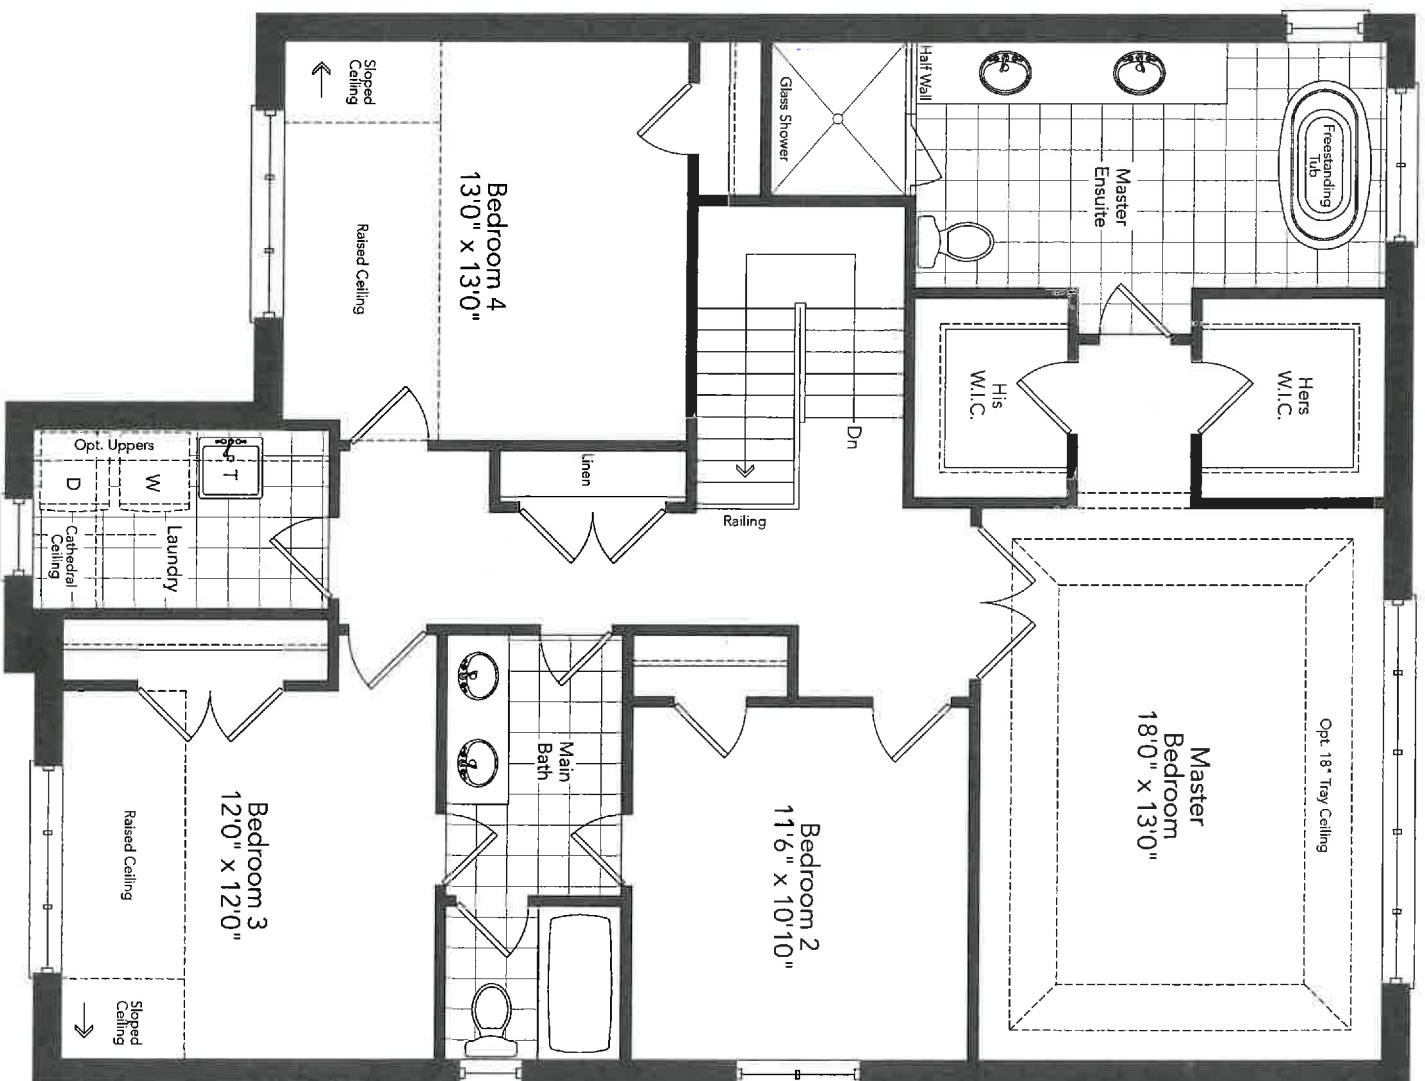 Freestanding
Tub
Master
Ensuite
Half Wall
Glass Shower
Hers
W.I.C.
His
W.I.C.
Dn
Railing
Opt. 18" Tray Ceiling
Master
Bedroom
18'0" x 13'0"
Bedroom 4
13'0" x 13'0"
Sloped
Ceiling
Raised Ceiling
Linen
Opt. Uppers
T
W
D
Laundry
Cathedral
Ceiling
Main
Bath
Bedroom 2
11'6" x 10'10"
Bedroom 3
12'0" x 12'0"
Raised Ceiling
Sloped
Ceiling